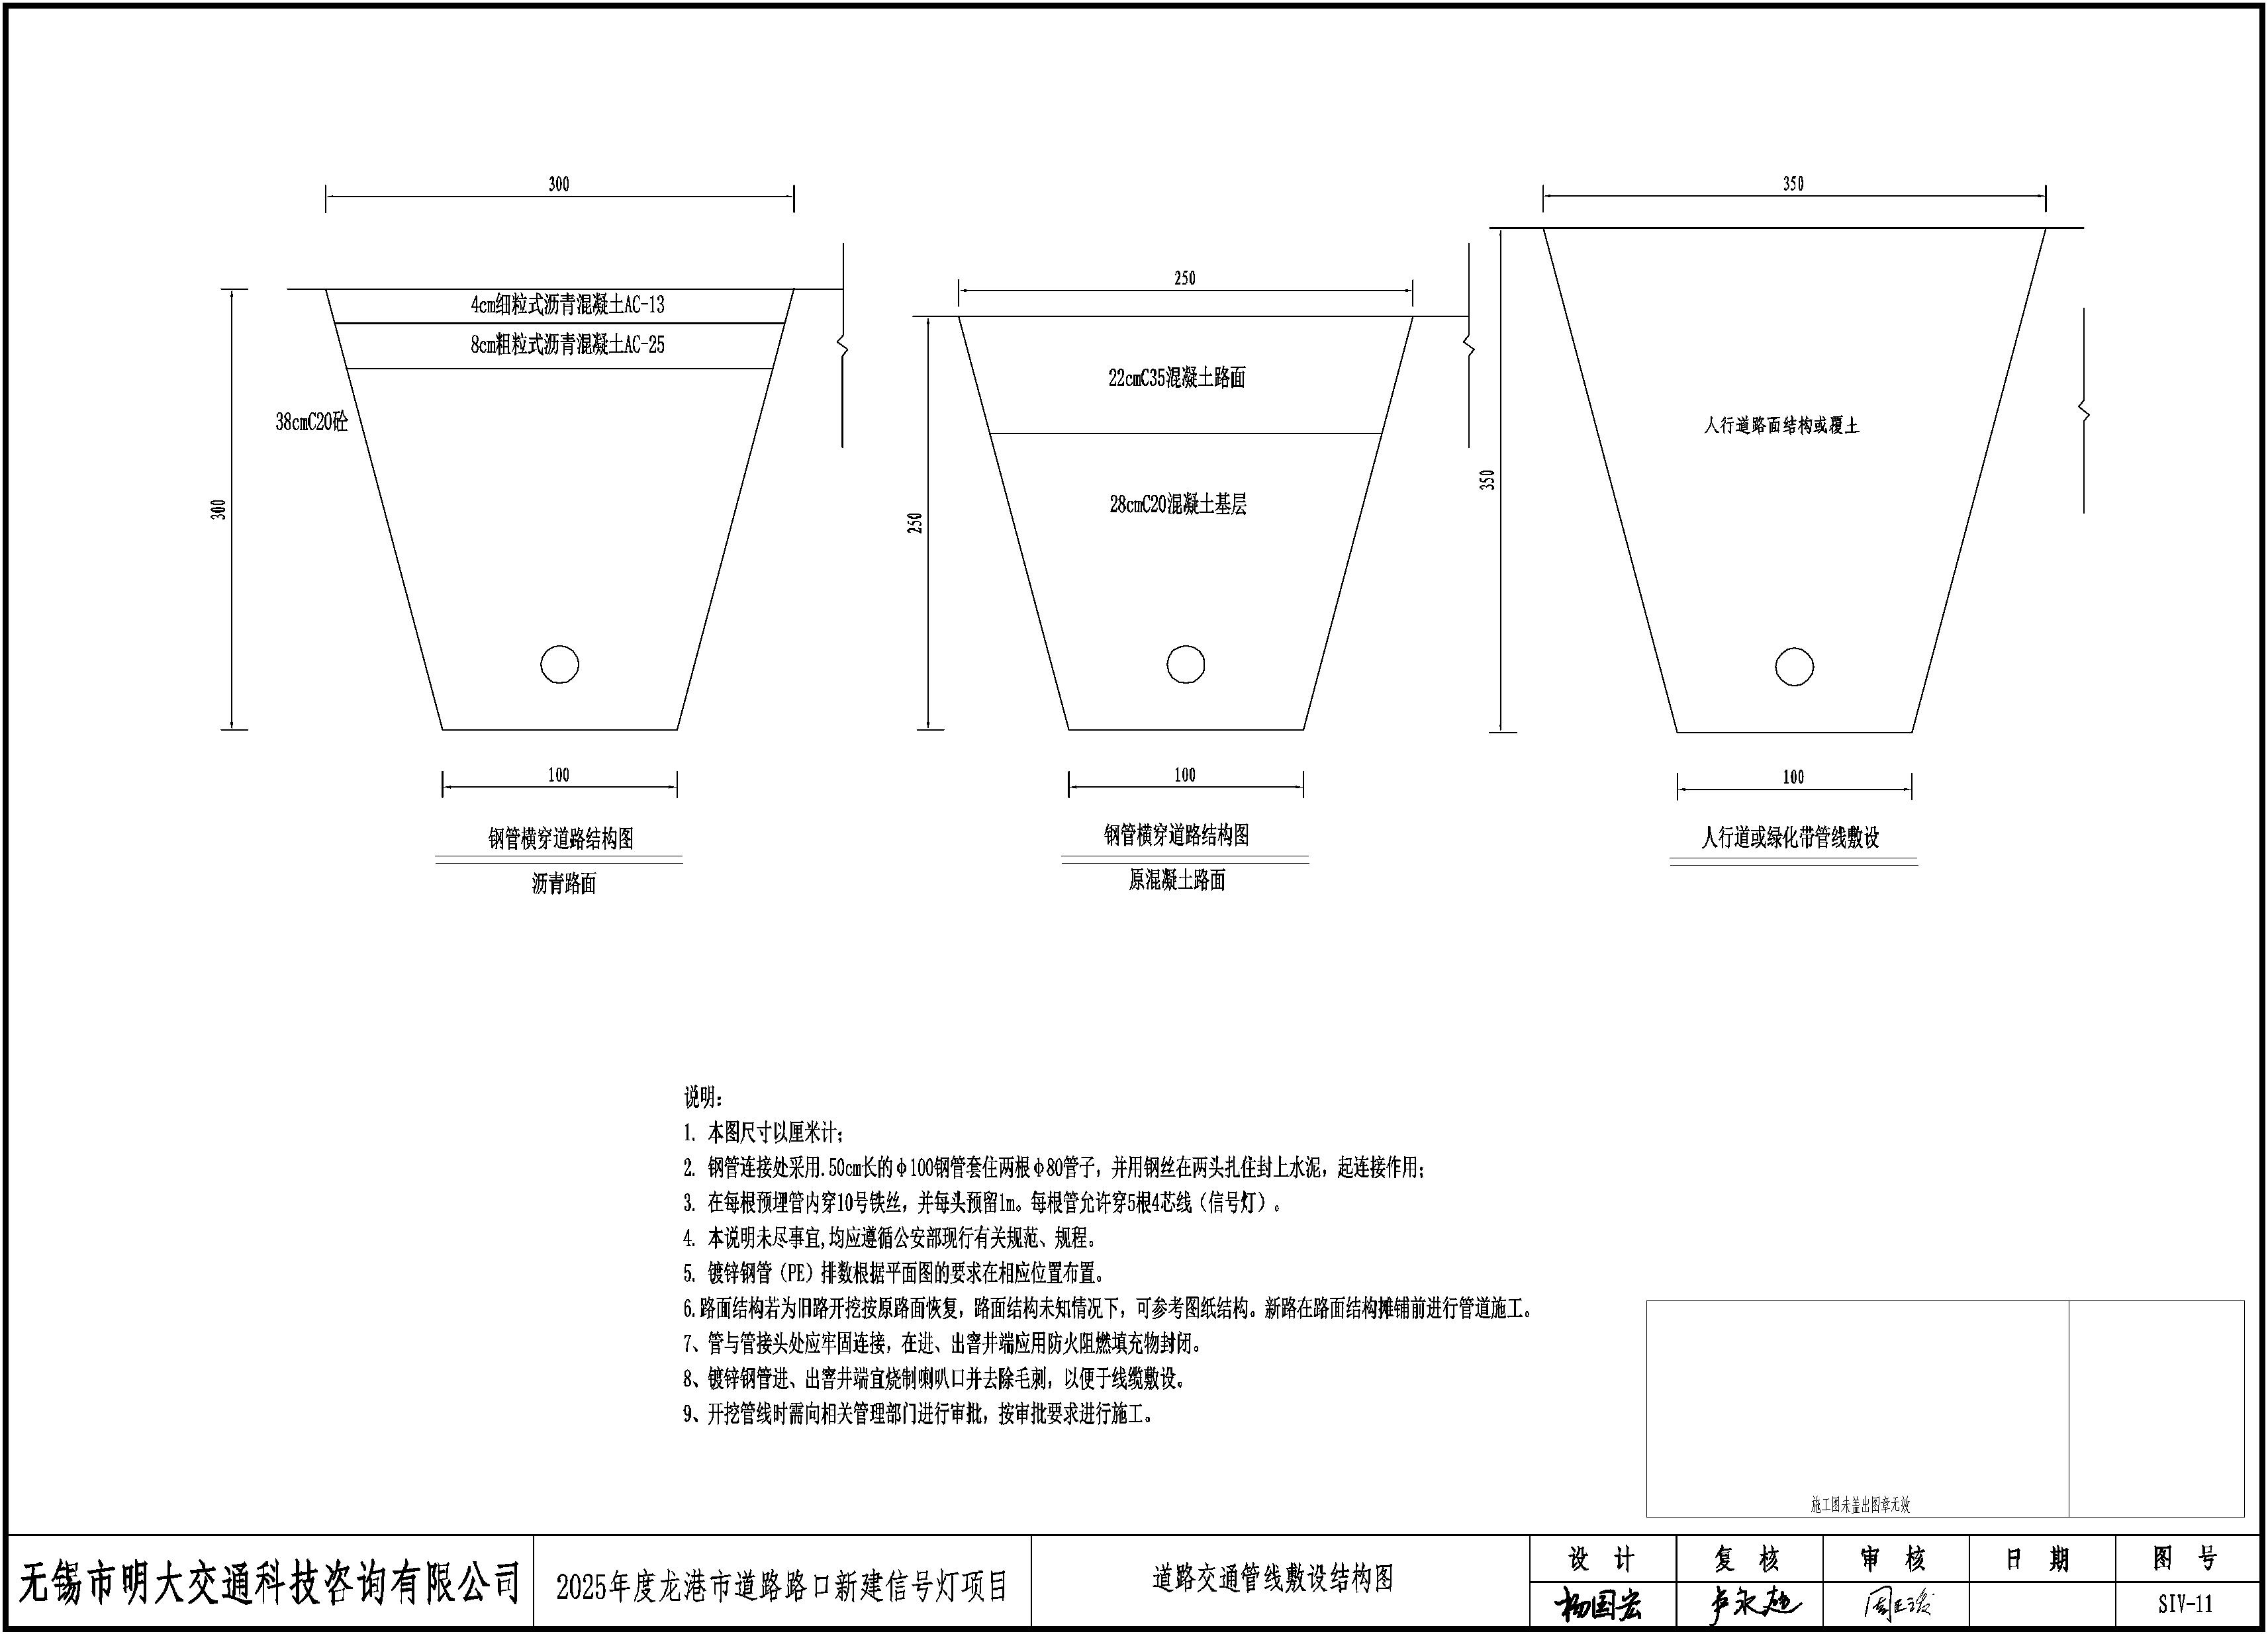 300
4cm细粒式沥青混凝土AC-13
8cm粗粒式沥青混凝土AC-25
38cmC20砼
300
100
钢管横穿道路结构图
沥青路面
250
22cmC35混凝土路面
28cmC20混凝土基层
250
100
钢管横穿道路结构图
原混凝土路面
350
人行道路面结构或覆土
350
100
人行道或绿化带管线敷设
说明:
1. 本图尺寸以厘米计;
2. 钢管连接处采用.50cm长的φ100钢管套住两根φ80管子，并用钢丝在两头扎住封上水泥，起连接作用;
3. 在每根预埋管内穿10号铁丝，并每头预留1m。每根管允许穿5根4芯线（信号灯）。
4. 本说明未尽事宜,均应遵循公安部现行有关规范、规程。
5. 镀锌钢管（PE）排数根据平面图的要求在相应位置布置。
6.路面结构若为旧路开挖按原路面恢复，路面结构未知情况下，可参考图纸结构。新路在路面结构摊铺前进行管道施工。
7、管与管接头处应牢固连接，在进、出窨井端应用防火阻燃填充物封闭。
8、镀锌钢管进、出窨井端宜烧制喇叭口并去除毛刺，以便于线缆敷设。
9、开挖管线时需向相关管理部门进行审批，按审批要求进行施工。
施工图未盖出图章无效
无锡市明大交通科技咨询有限公司
2025年度龙港市道路路口新建信号灯项目
道路交通管线敷设结构图
设 计
复 核
审 核
日 期
图 号
杨国宏
卢永越
SIV-11